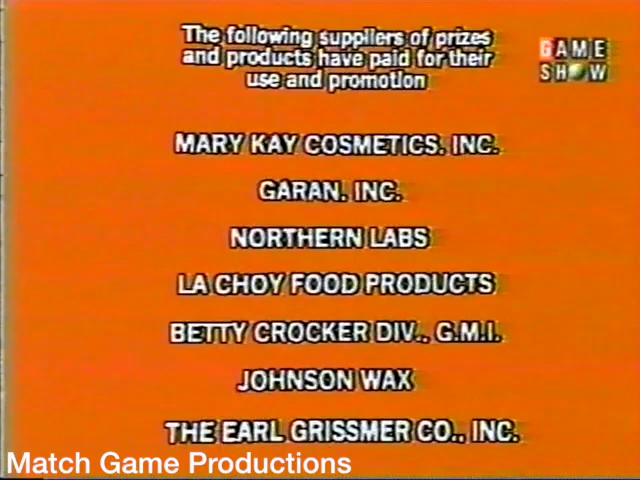 The following suppliers of prizes
and products have paid for their
use and promotion
GAME
SHOW
MARY KAY COSMETICS, INC.
GARAN, INC.
NORTHERN LABS
LA CHOY FOOD PRODUCTS
BETTY CROCKER DIV., G.M.I.
JOHNSON WAX
THE EARL GRISSMER CO., INC.
Match Game Productions